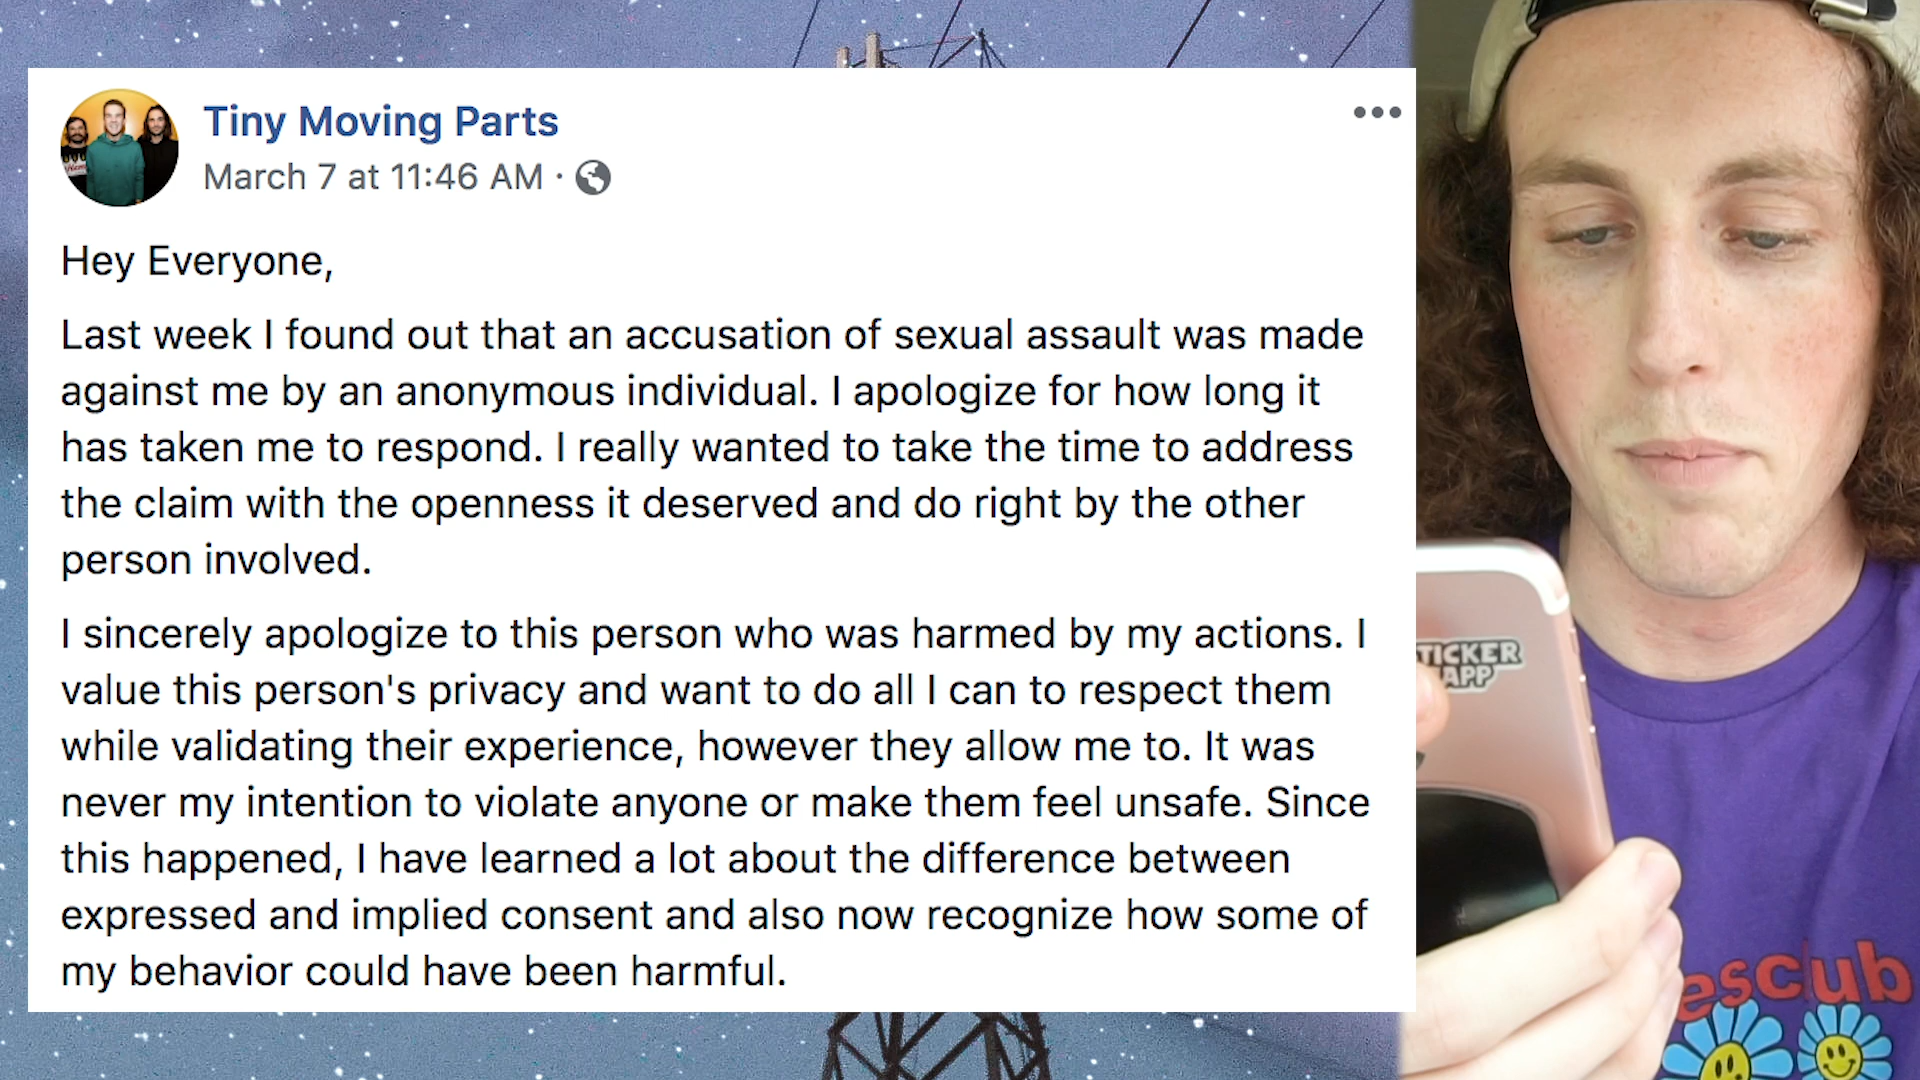 Tiny Moving Parts
March 7 at 11:46 AM ·
Hey Everyone,
Last week I found out that an accusation of sexual assault was made
against me by an anonymous individual. I apologize for how long it
has taken me to respond. I really wanted to take the time to address
the claim with the openness it deserved and do right by the other
person involved.
I sincerely apologize to this person who was harmed by my actions. I
value this person's privacy and want to do all I can to respect them
while validating their experience, however they allow me to. It was
never my intention to violate anyone or make them feel unsafe. Since
this happened, I have learned a lot about the difference between
expressed and implied consent and also now recognize how some of
my behavior could have been harmful.
TICKER
APP
esclub